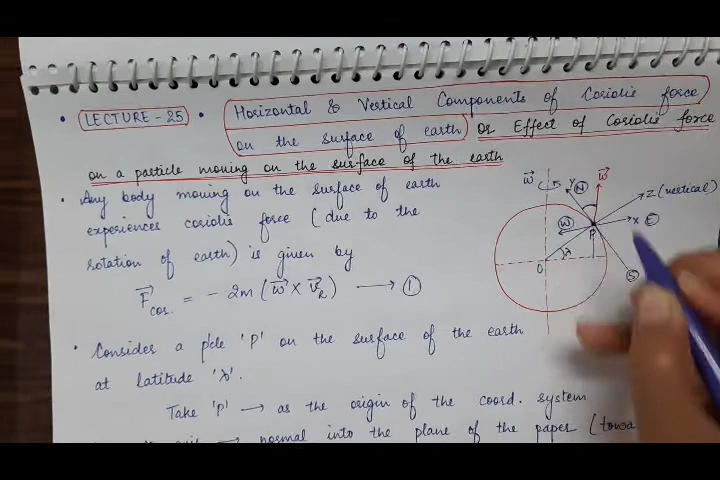 • LECTURE - 25 • Horizontal & Vertical Components of Coriolis force
on the surface of earth or Effect of Coriolis force
on a particle moving on the surface of the earth
• Any body moving on the surface of earth
experiences coriolis force (due to the
rotation of earth) is given by
F⃗cor. = - 2m (ω⃗ × v⃗R) → ①
• Consider a p'cle 'P' on the surface of the earth
at latitude 'λ'.
Take 'P' → as the origin of the coord. system
→ normal into the plane of the paper (towa
ω⃗
Y
N
ω⃗
Z (vertical)
W
X
E
P
O
λ
S